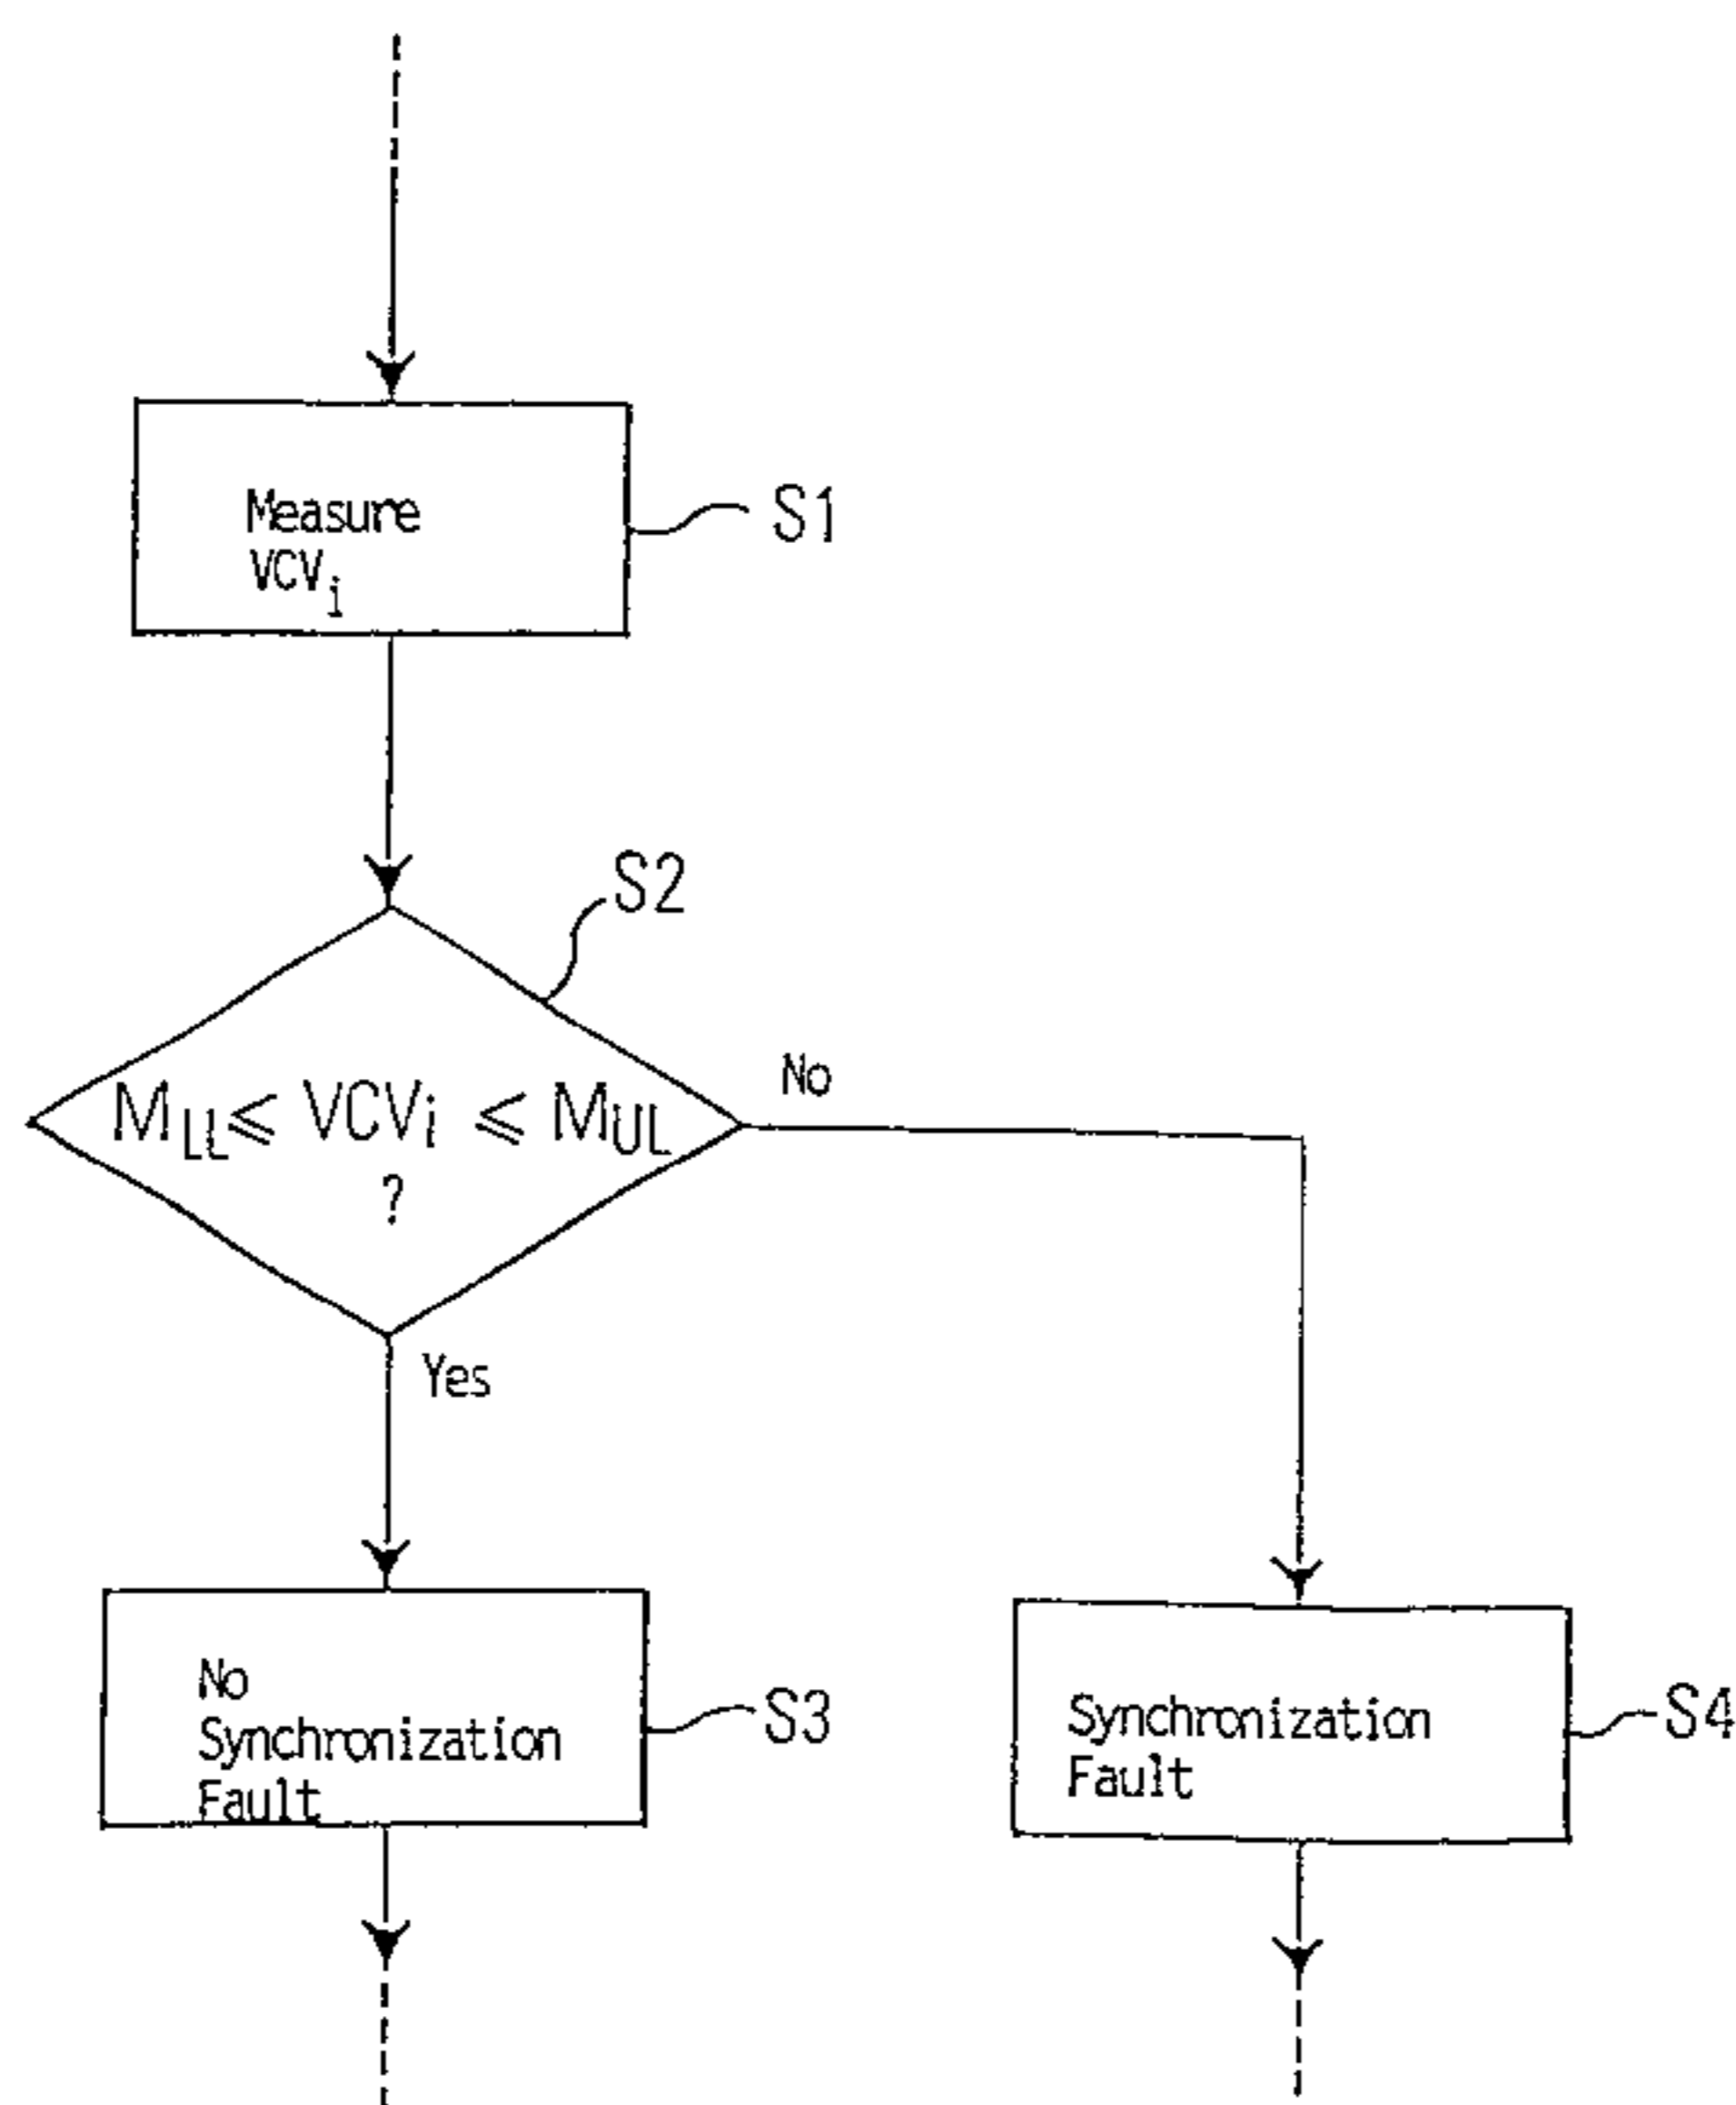 Measure
VCVi
S1
S2
MLL ≤ VCVi ≤ MUL
?
No
Yes
No
Synchronization
Fault
S3
Synchronization
Fault
S4